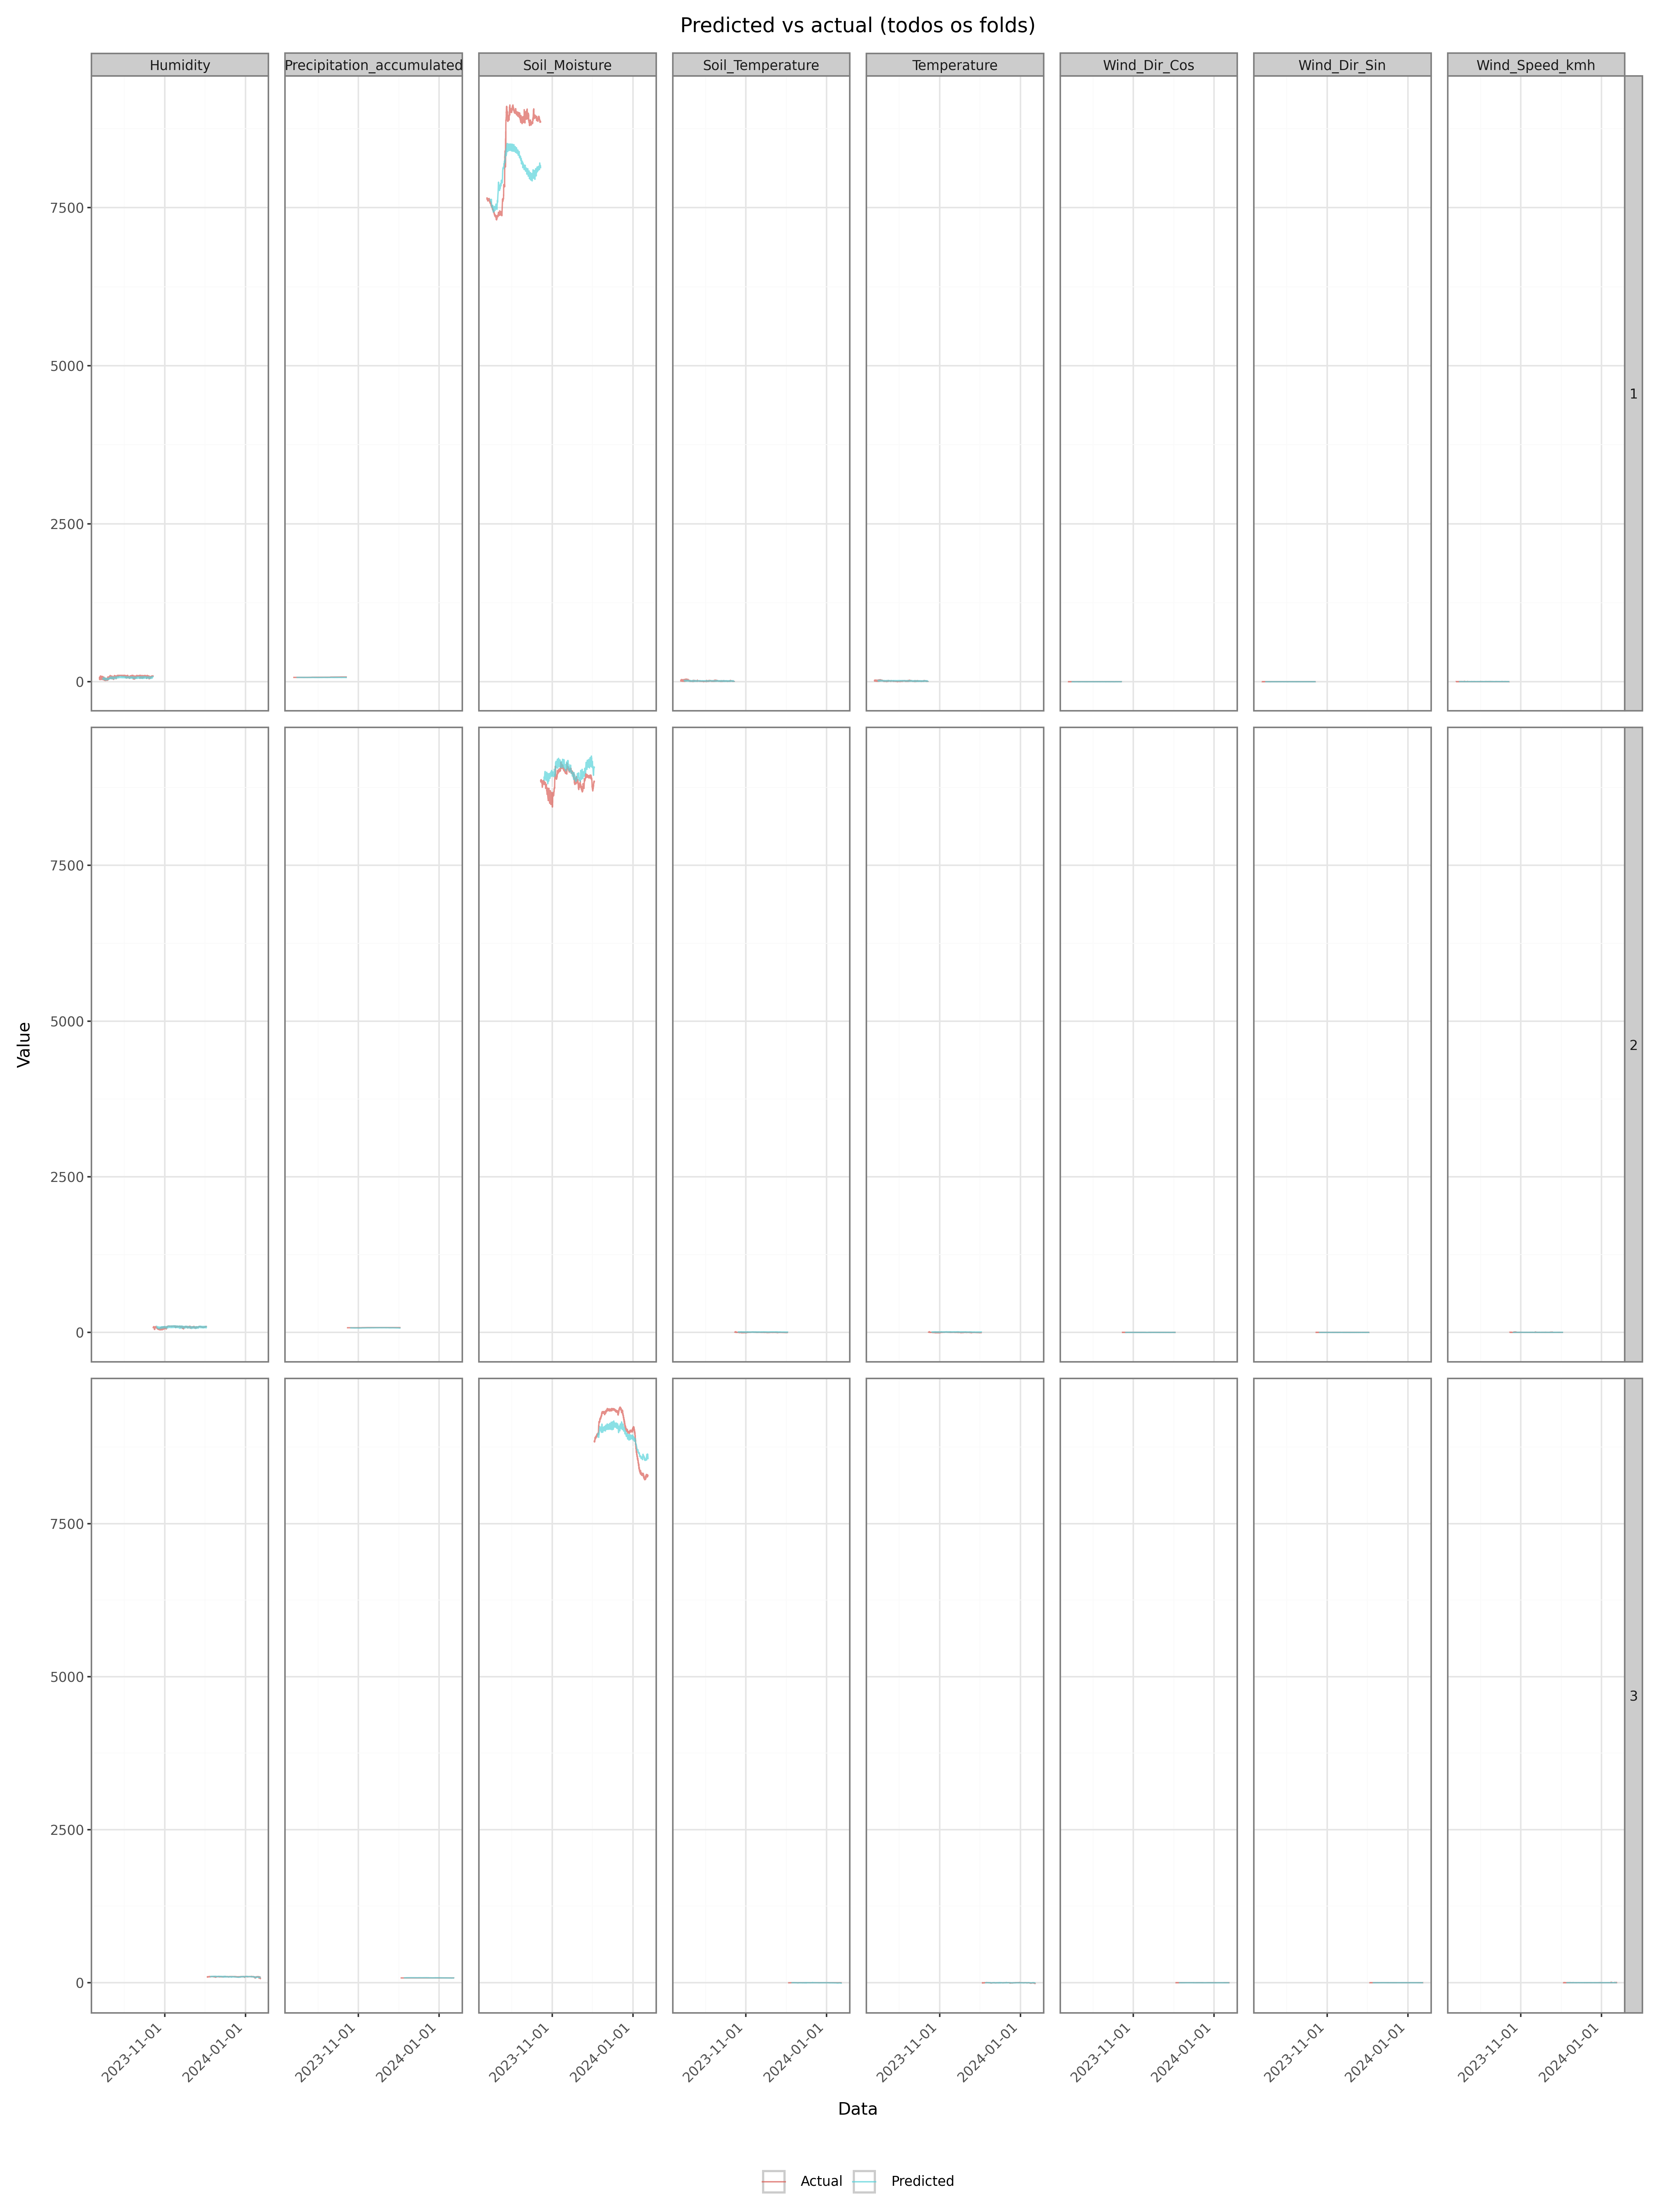 Predicted vs actual (todos os folds)
Humidity Precipitation_accumulated Soil_Moisture Soil_Temperature Temperature Wind_Dir_Cos Wind_Dir_Sin Wind_Speed_kmh
7500
5000
2500
0
1
7500
5000
2500
0
2
Value
7500
5000
2500
0
3
2023-11-01 2024-01-01 2023-11-01 2024-01-01 2023-11-01 2024-01-01 2023-11-01 2024-01-01 2023-11-01 2024-01-01 2023-11-01 2024-01-01 2023-11-01 2024-01-01 2023-11-01 2024-01-01
Data
Actual Predicted